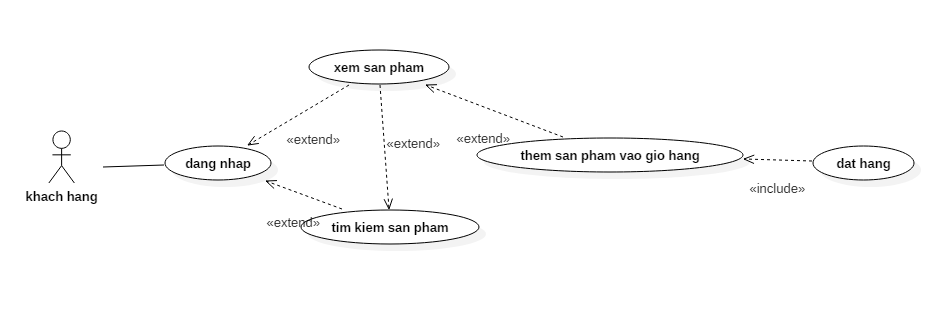 xem san pham
«extend»
«extend»
«extend»
them san pham vao gio hang
dat hang
dang nhap
«include»
khach hang
«extend»
tim kiem san pham